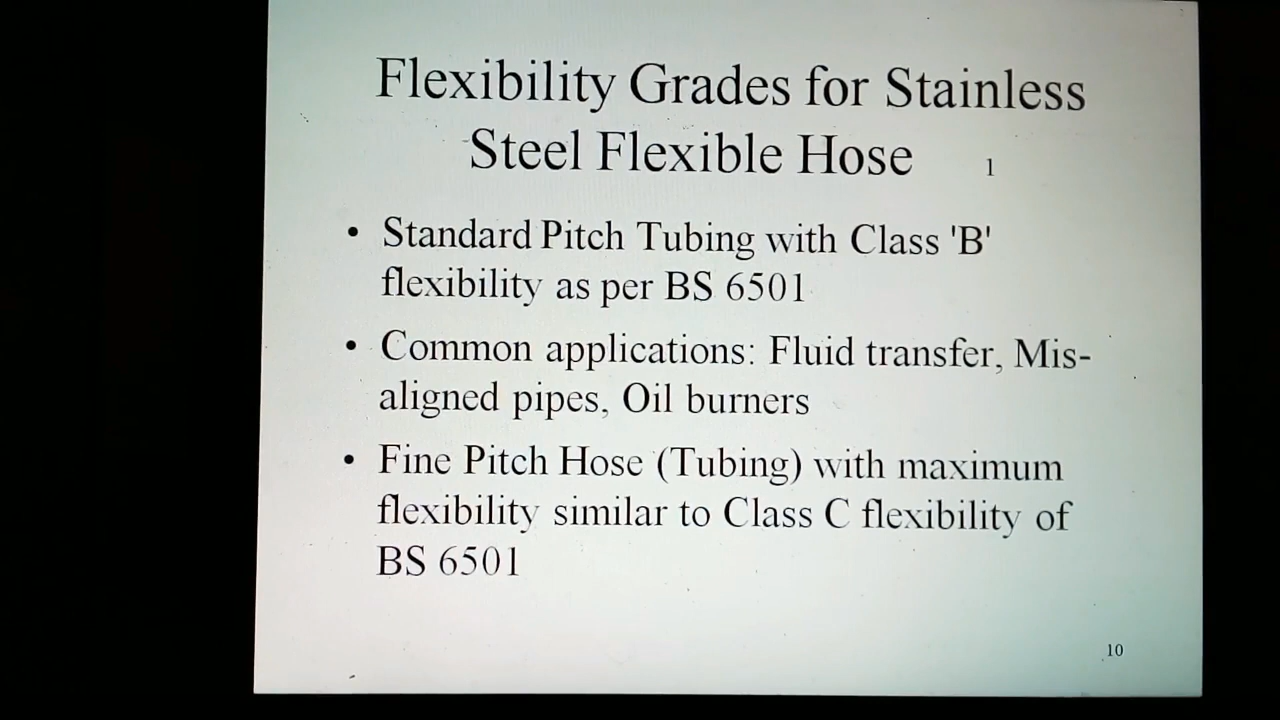 Flexibility Grades for Stainless
Steel Flexible Hose 1
• Standard Pitch Tubing with Class 'B'
flexibility as per BS 6501
• Common applications: Fluid transfer, Mis-
aligned pipes, Oil burners
• Fine Pitch Hose (Tubing) with maximum
flexibility similar to Class C flexibility of
BS 6501
10